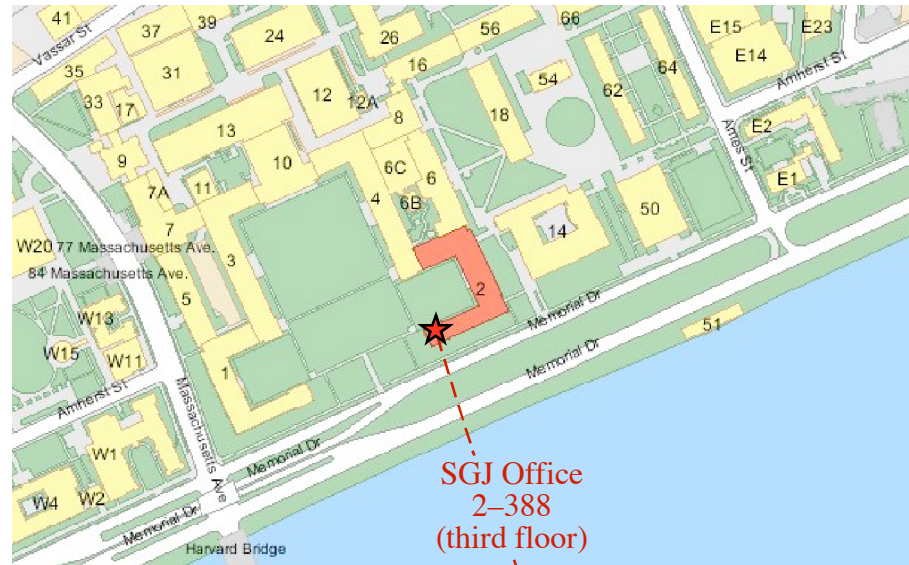 41
37
39
24
26
56
66
E15
E23
Vassar St
35
31
16
E14
33
17
12
12A
54
62
64
Amherst St
13
8
18
E2
Ames St
9
10
6C
6
E1
7A
11
4
6B
50
7
14
W20
77 Massachusetts Ave.
3
84 Massachusetts Ave.
5
2
Memorial Dr
W13
51
W15
W11
1
Memorial Dr
Amherst St
Massachusetts Ave
W1
Memorial Dr
SGJ Office
2–388
(third floor)
W4
W2
Memorial Dr
Harvard Bridge